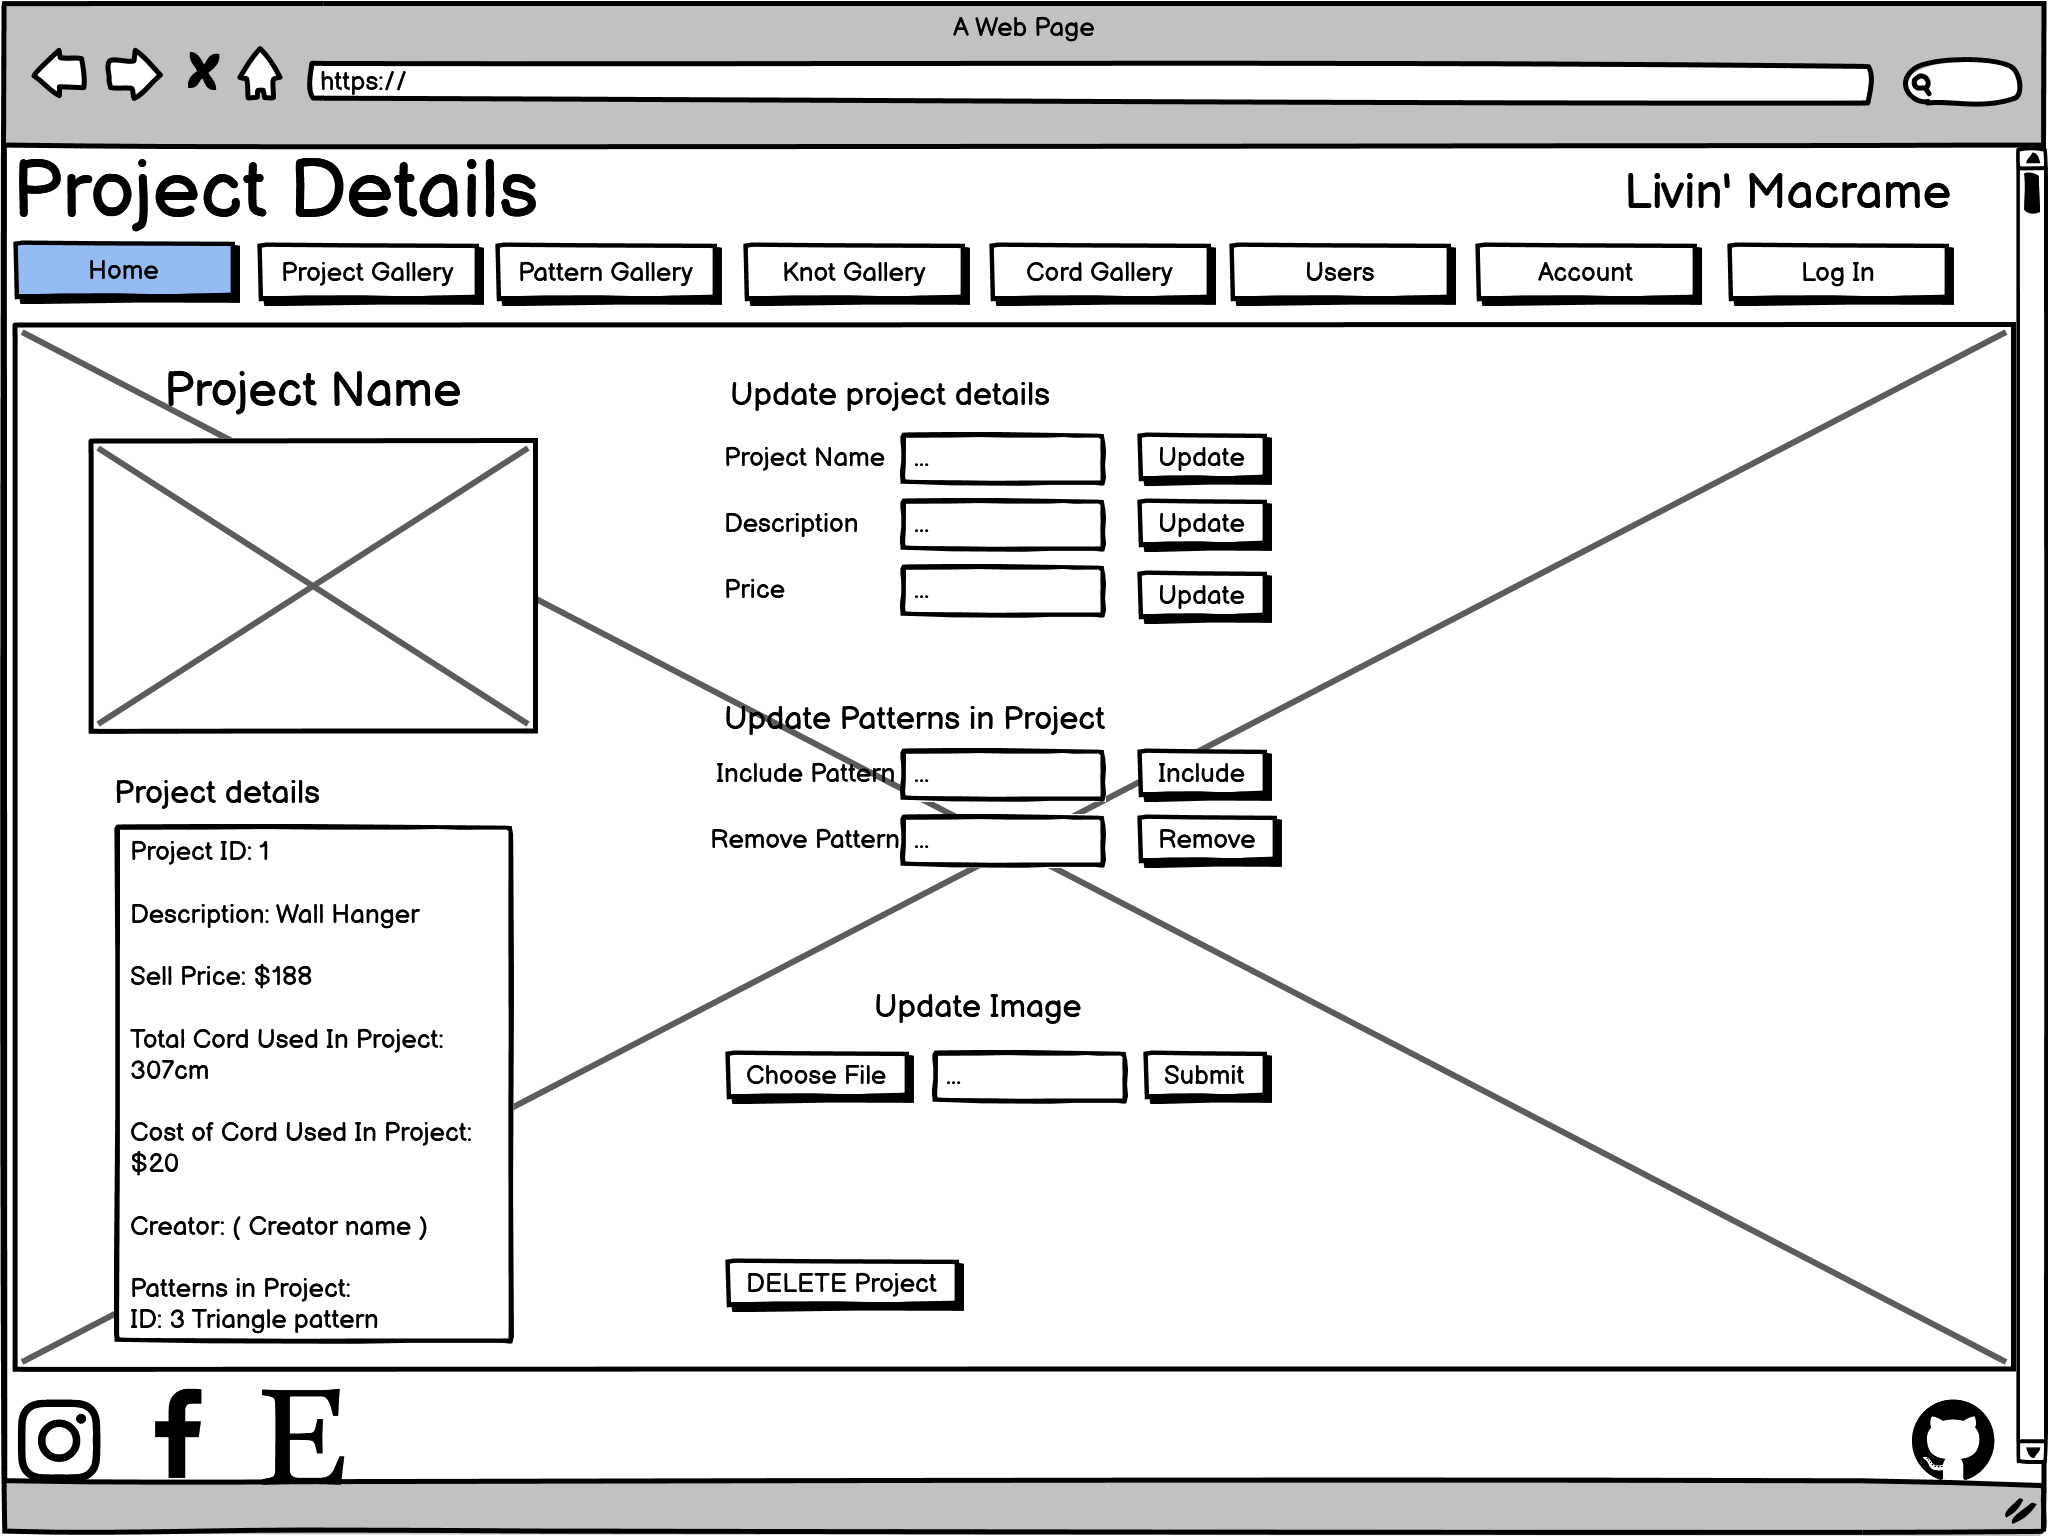 A Web Page
https://
Project Details
Livin' Macrame
Home
Project Gallery
Pattern Gallery
Knot Gallery
Cord Gallery
Users
Account
Log In
Project Name
Project details
Project ID: 1
Description: Wall Hanger
Sell Price: $188
Total Cord Used In Project:
307cm
Cost of Cord Used In Project:
$20
Creator: ( Creator name )
Patterns in Project:
ID: 3 Triangle pattern
Update project details
Project Name
...
Update
Description
...
Update
Price
...
Update
Update Patterns in Project
Include Pattern
...
Include
Remove Pattern
...
Remove
Update Image
Choose File
...
Submit
DELETE Project
f
E